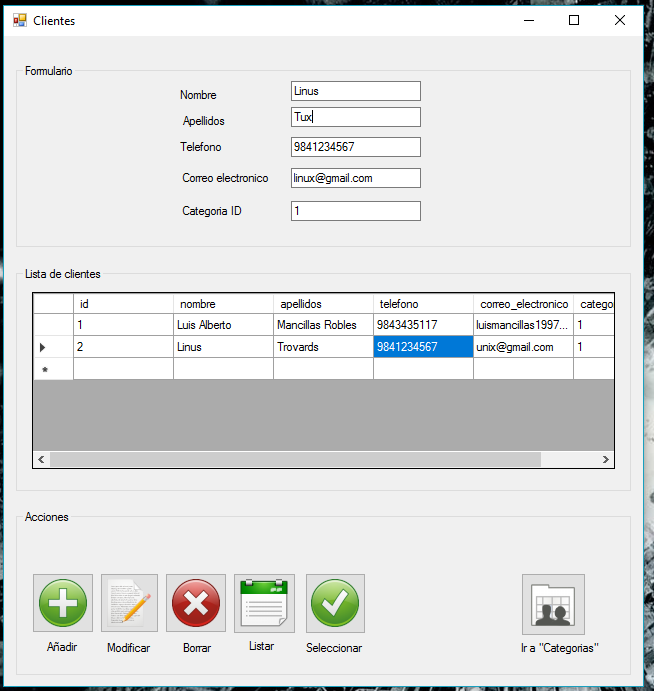 Clientes
Formulario
Nombre Linus
Apellidos Tux
Telefono 9841234567
Correo electronico linux@gmail.com
Categoria ID 1
Lista de clientes
id nombre apellidos telefono correo_electronico catego
1 Luis Alberto Mancillas Robles 9843435117 luismancillas1997... 1
2 Linus Trovards 9841234567 unix@gmail.com 1
*
Acciones
Añadir Modificar Borrar Listar Seleccionar Ir a "Categorias"